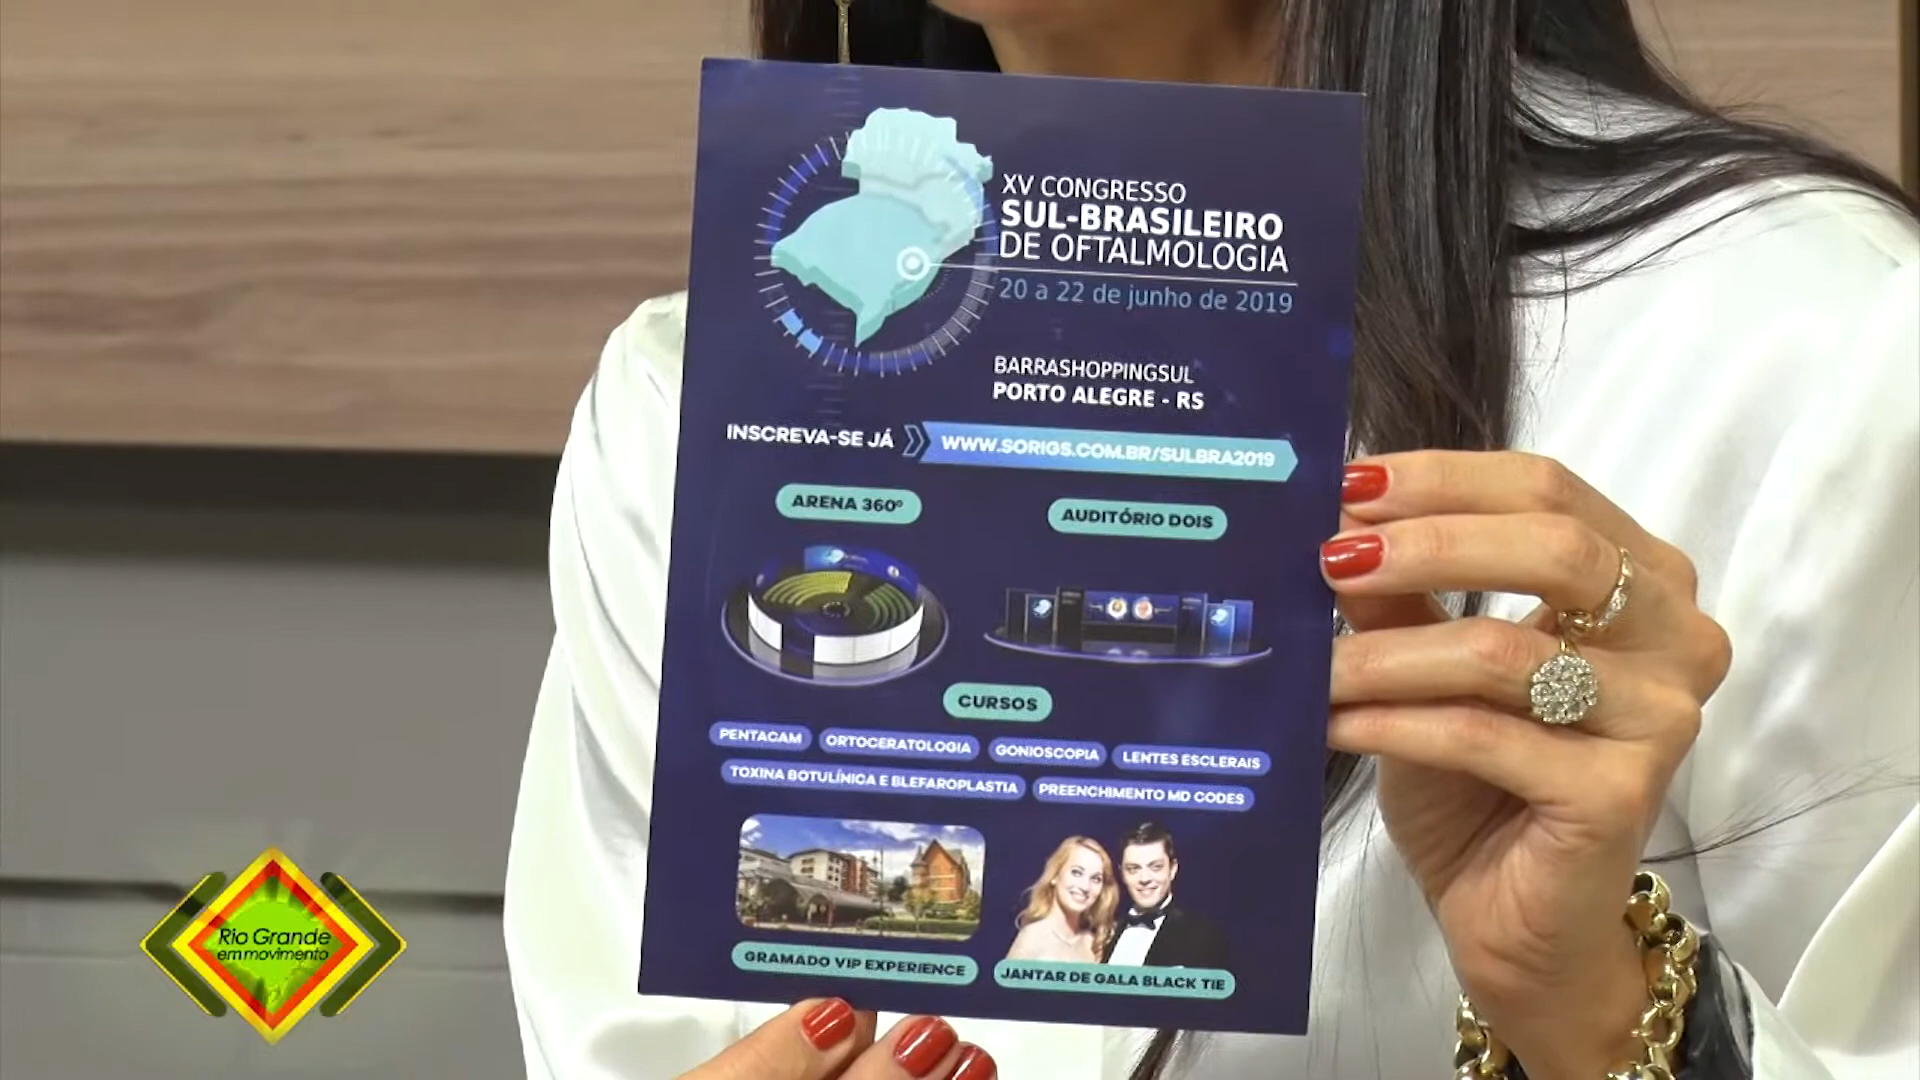 XV CONGRESSO
SUL-BRASILEIRO
DE OFTALMOLOGIA
20 a 22 de junho de 2019
BARRASHOPPINGSUL
PORTO ALEGRE - RS
INSCREVA-SE JÁ
WWW.SORIGS.COM.BR/SULBRA2019
ARENA 360º
AUDITÓRIO DOIS
CURSOS
PENTACAM
ORTOCERATOLOGIA
GONIOSCOPIA
LENTES ESCLERAIS
TOXINA BOTULÍNICA E BLEFAROPLASTIA
PREENCHIMENTO MD CODES
GRAMADO VIP EXPERIENCE
JANTAR DE GALA BLACK TIE
Rio Grande
em movimento